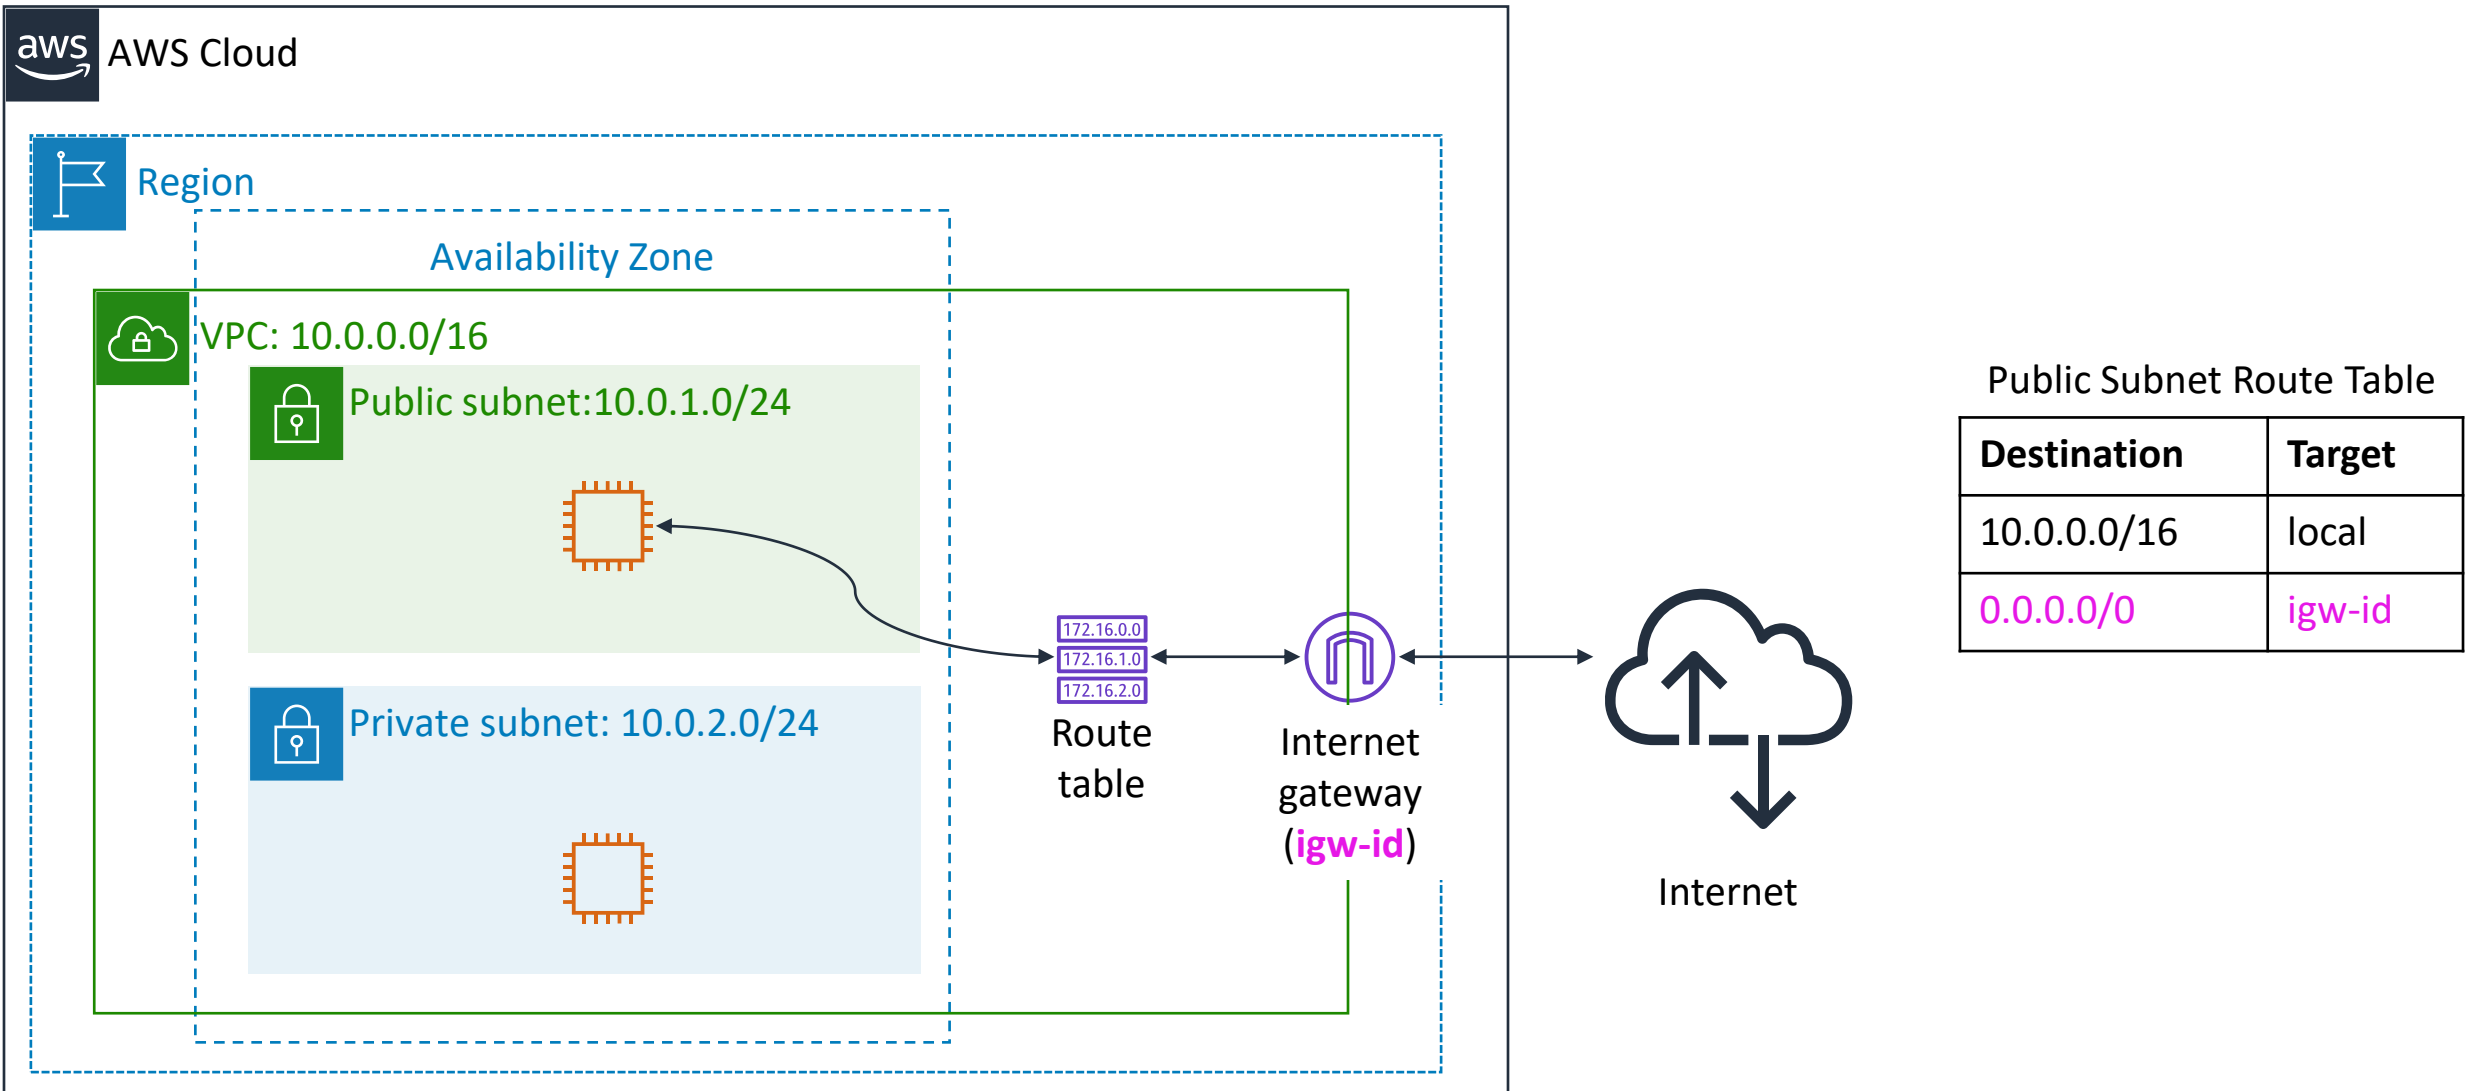 aws
AWS Cloud
Region
Availability Zone
VPC: 10.0.0.0/16
Public subnet:10.0.1.0/24
Private subnet: 10.0.2.0/24
172.16.0.0
172.16.1.0
172.16.2.0
Route
table
Internet
gateway
(igw-id)
Internet
Public Subnet Route Table
Destination Target
10.0.0.0/16 local
0.0.0.0/0 igw-id